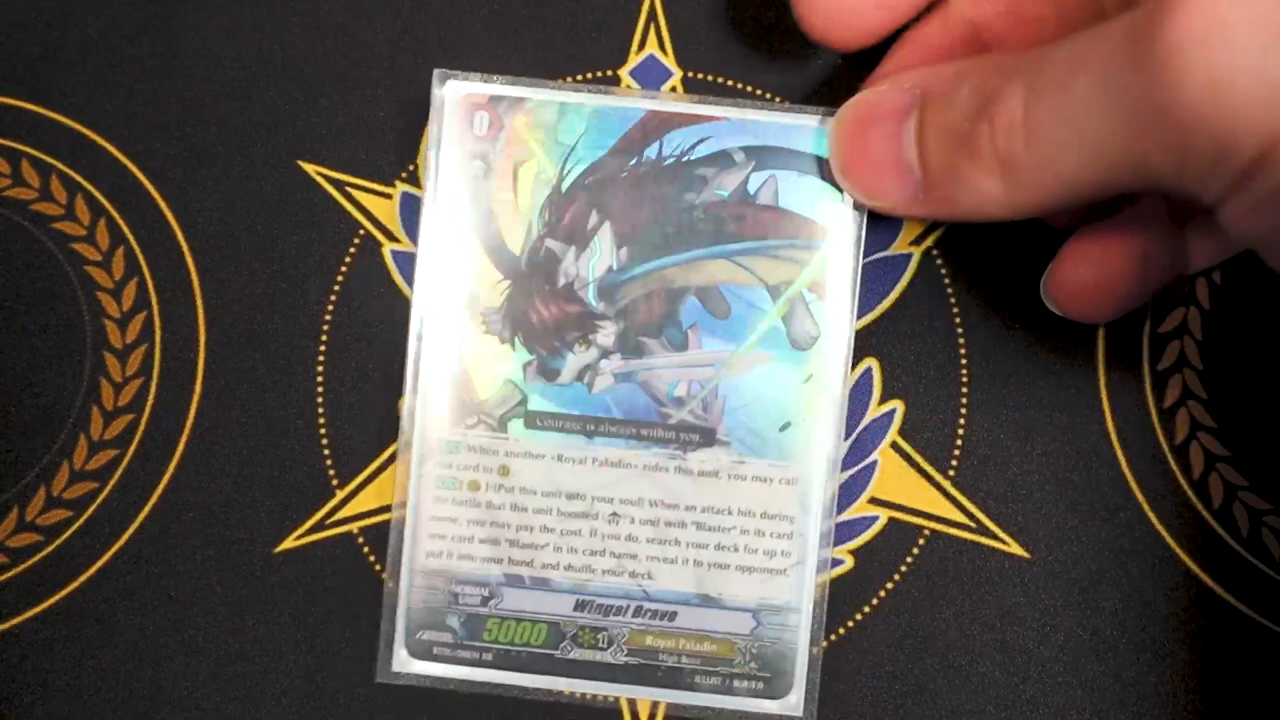 0
Courage is always within you.
When another «Royal Paladin» rides this unit, you may call
this card to
: [Put this unit into your soul] When an attack hits during
the battle that this unit boosted a unit with "Blaster" in its card
name, you may pay the cost. If you do, search your deck for up to
one card with "Blaster" in its card name, reveal it to your opponent,
put it into your hand, and shuffle your deck.
NORMAL
UNIT
Wingal Brave
5000
1
Royal Paladin
High Beast
ILLUST /